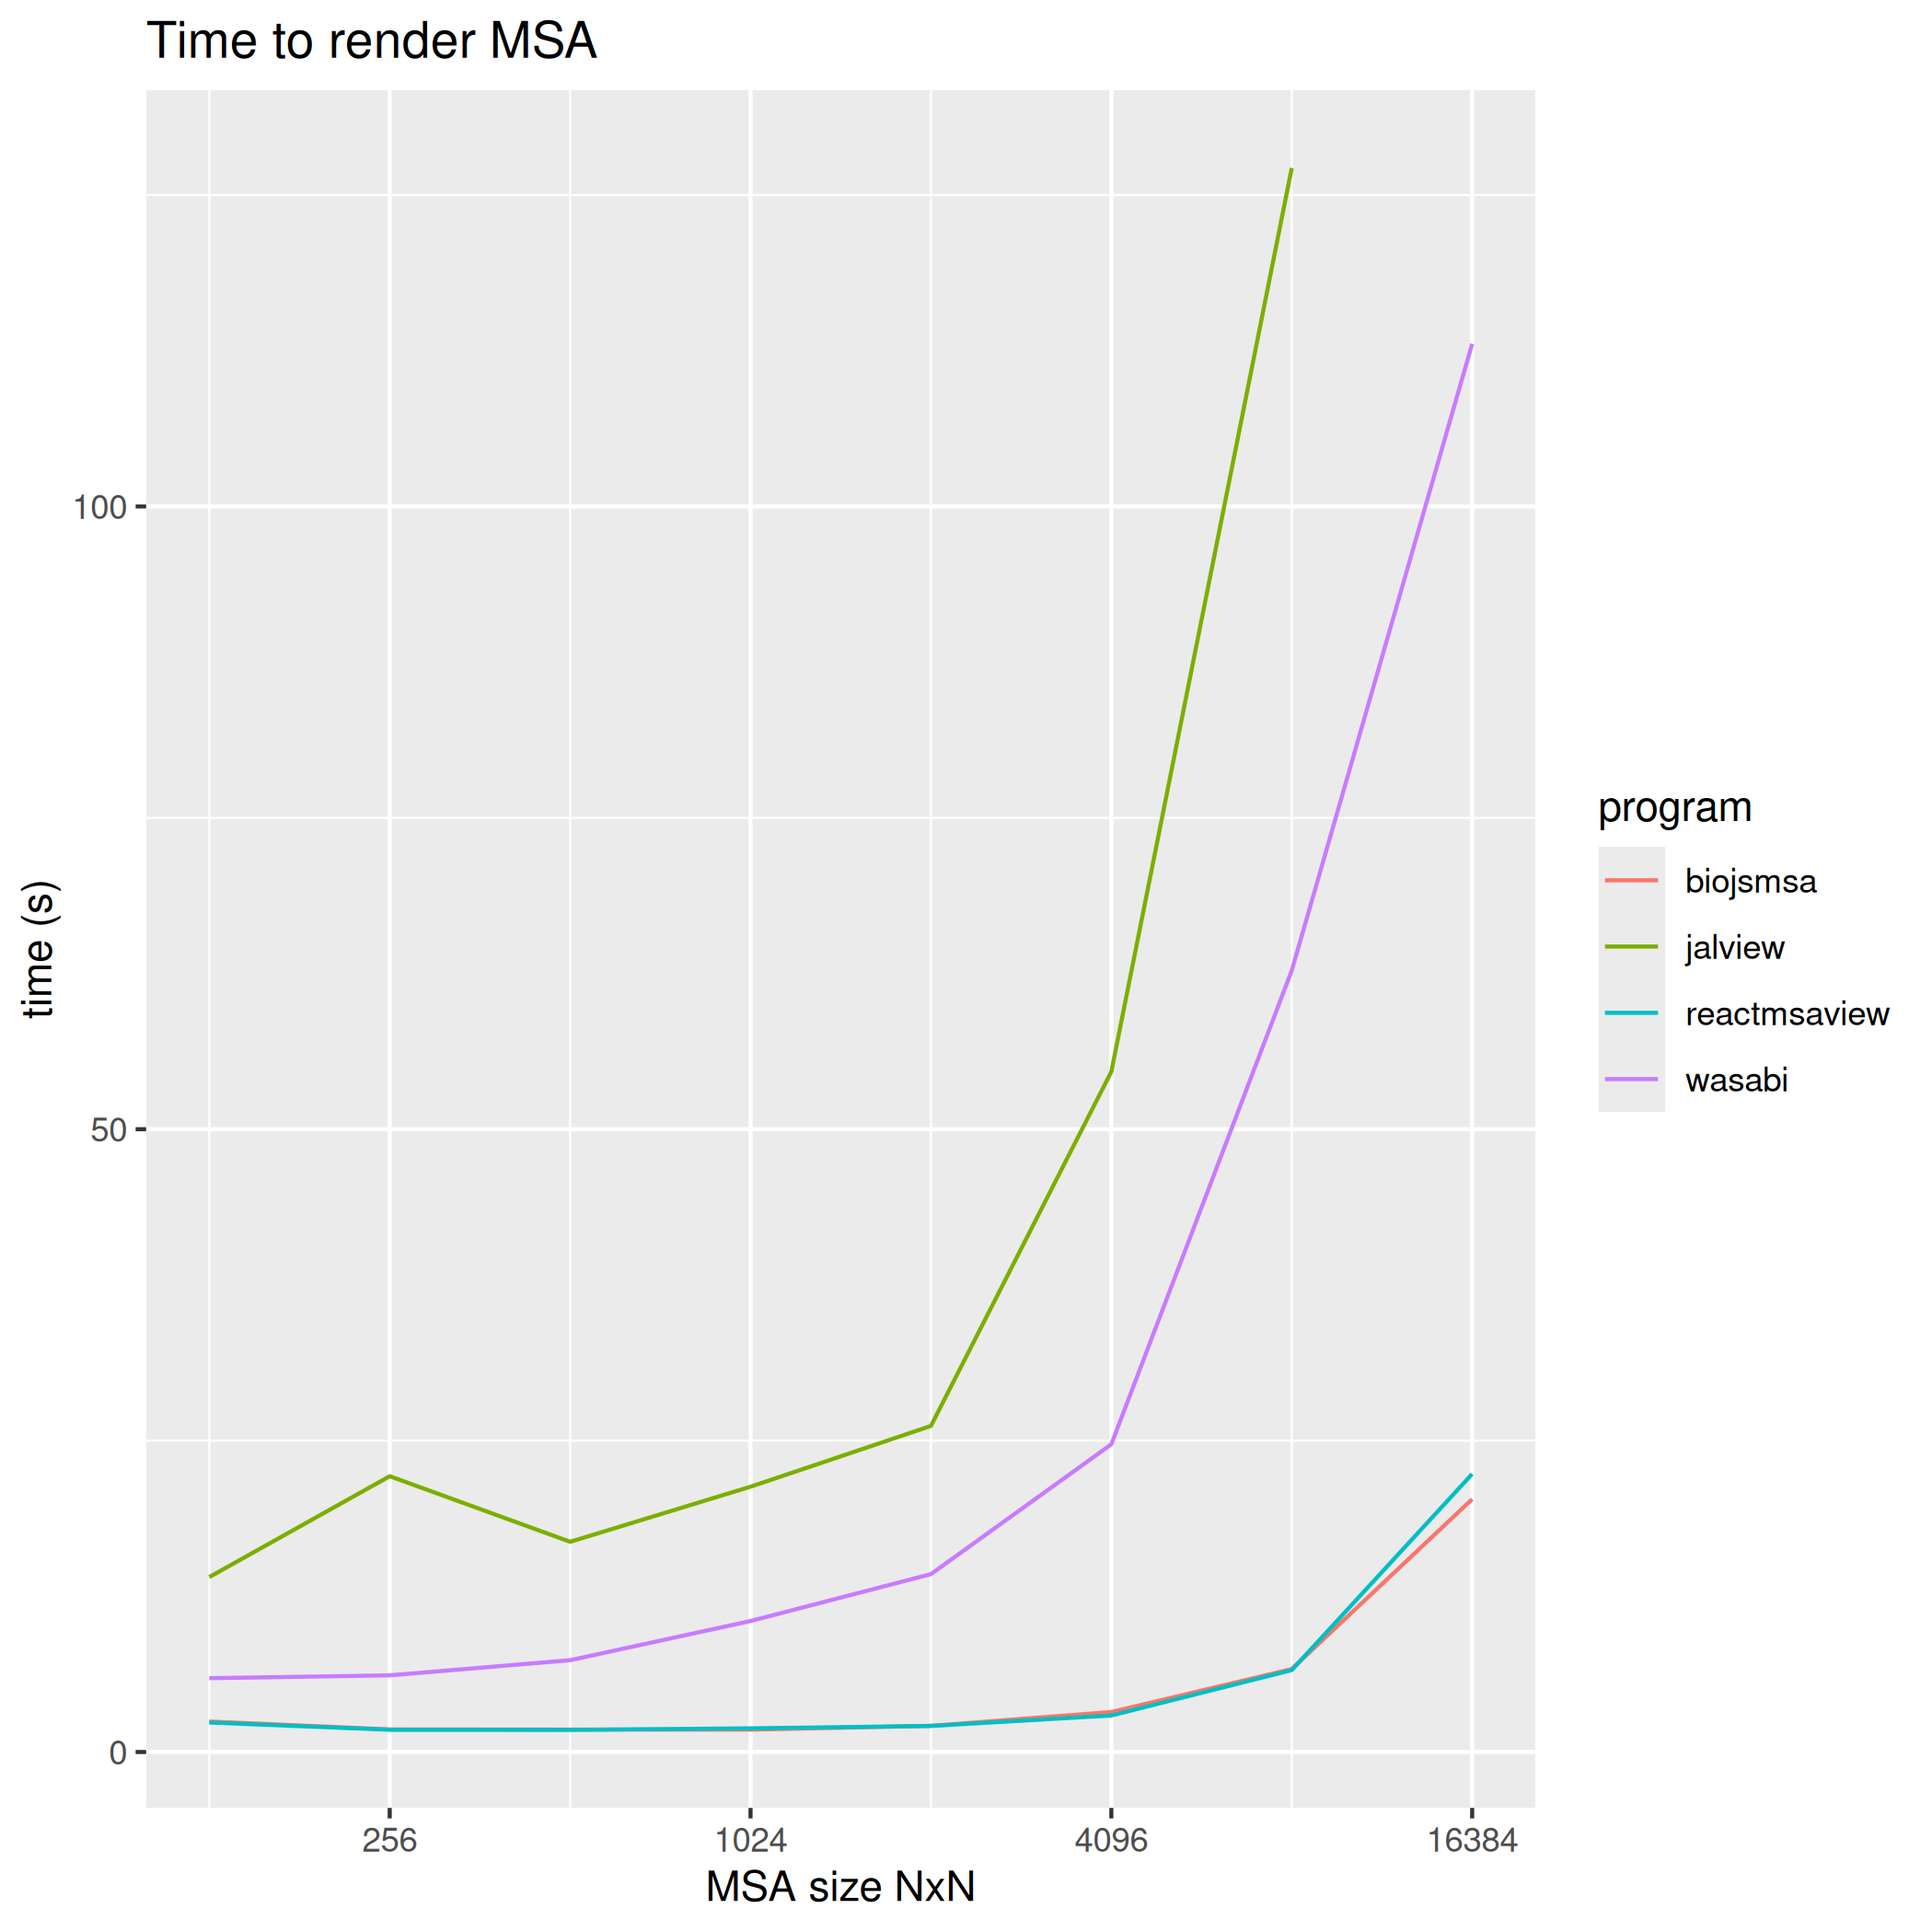 Time to render MSA
100
50
0
time (s)
256
1024
4096
16384
MSA size NxN
program
biojsmsa
jalview
reactmsaview
wasabi